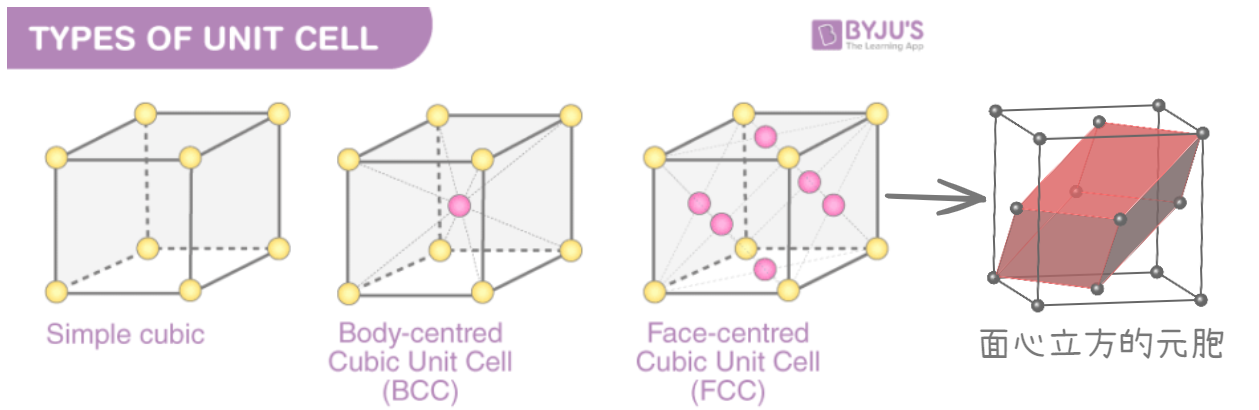 TYPES OF UNIT CELL
BYJU'S
The Learning App
Simple cubic
Body-centred
Cubic Unit Cell
(BCC)
Face-centred
Cubic Unit Cell
(FCC)
面心立方的元胞